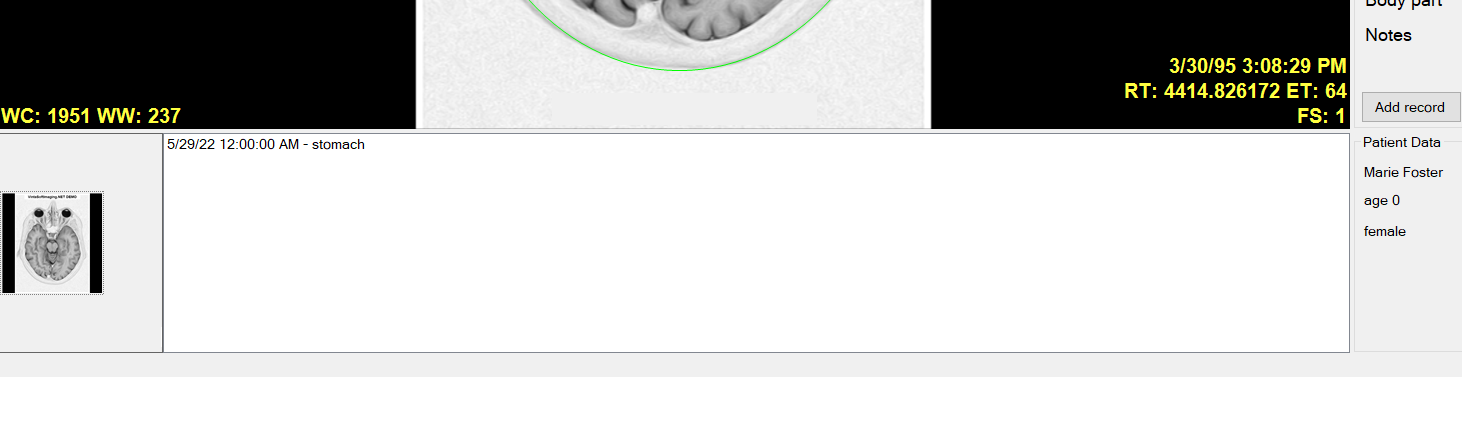 Body part
Notes
3/30/95 3:08:29 PM
RT: 4414.826172 ET: 64
WC: 1951 WW: 237
FS: 1
Add record
5/29/22 12:00:00 AM - stomach
Patient Data
Marie Foster
age 0
female
VintaSoftImaging.NET DEMO